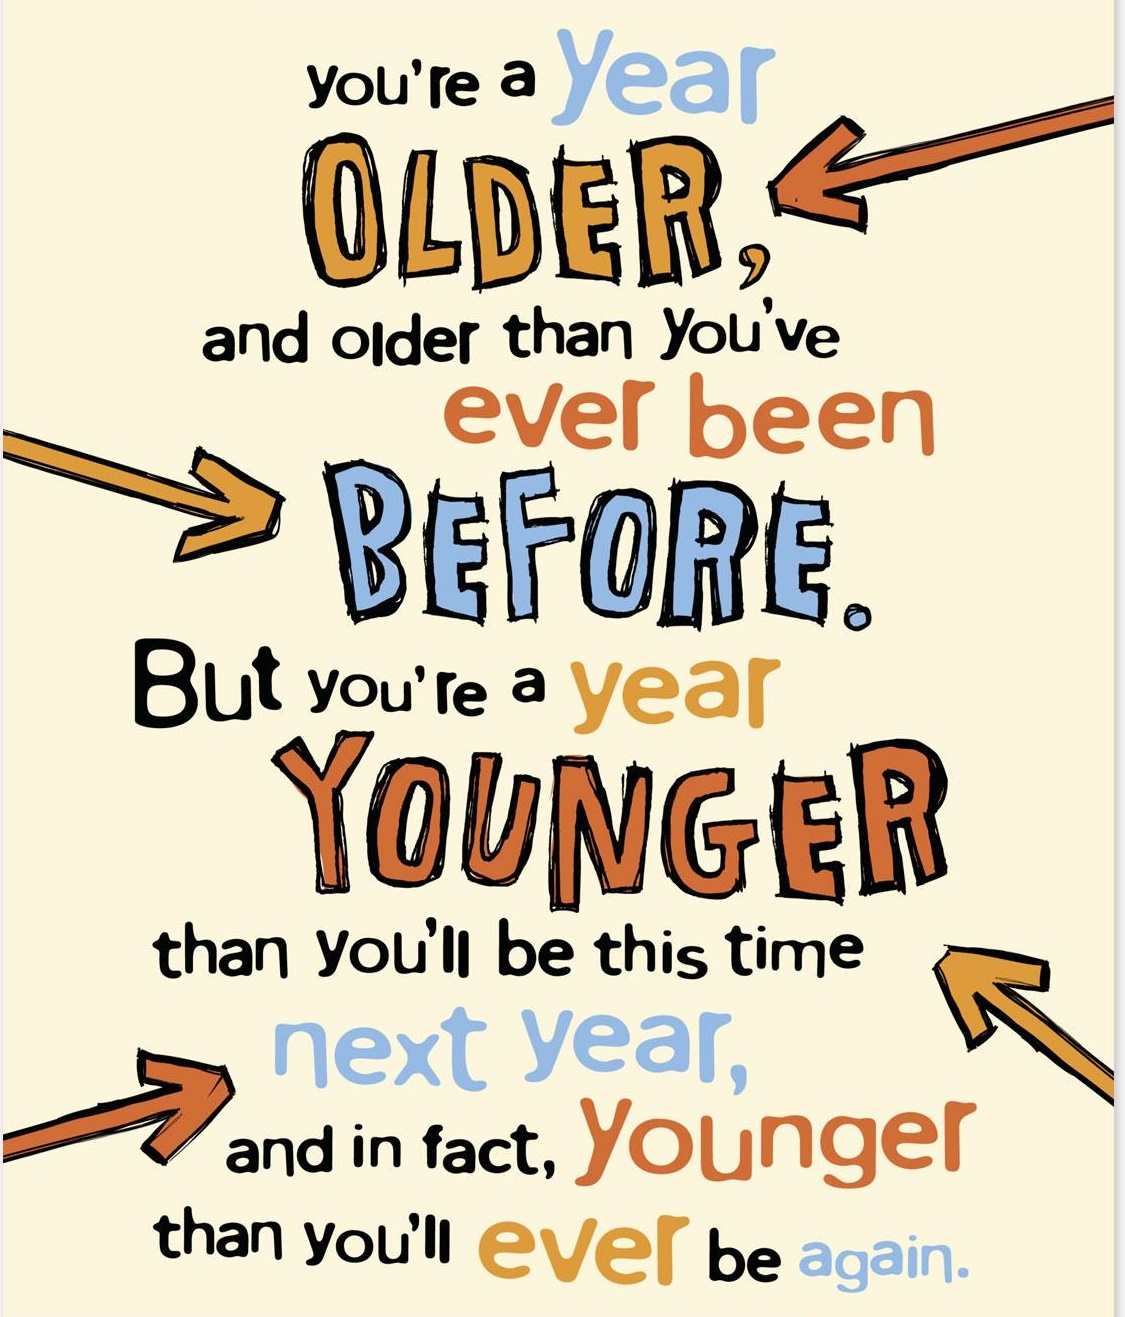 you're a year
OLDER,
and older than you've
ever been
BEFORE.
But you're a year
YOUNGER
than you'll be this time
next year,
and in fact, younger
than you'll ever be again.